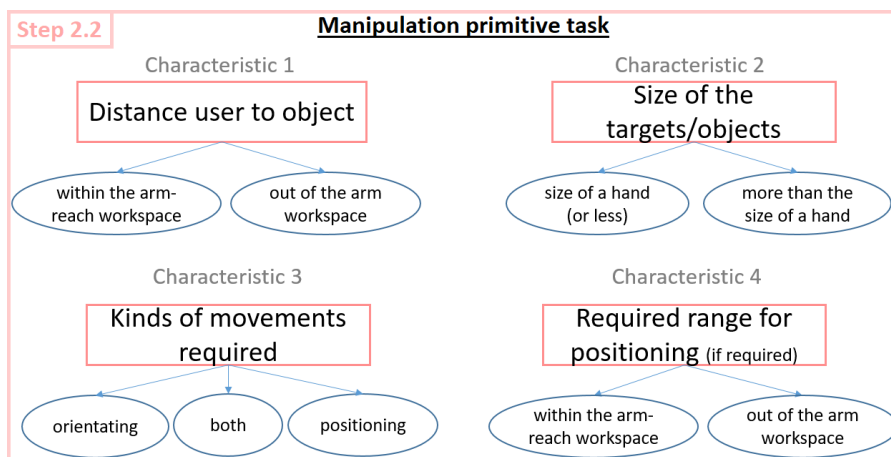 Step 2.2
Manipulation primitive task
Characteristic 1
Distance user to object
within the arm-
reach workspace
out of the arm
workspace
Characteristic 2
Size of the
targets/objects
size of a hand
(or less)
more than the
size of a hand
Characteristic 3
Kinds of movements
required
orientating
both
positioning
Characteristic 4
Required range for
positioning (if required)
within the arm-
reach workspace
out of the arm
workspace